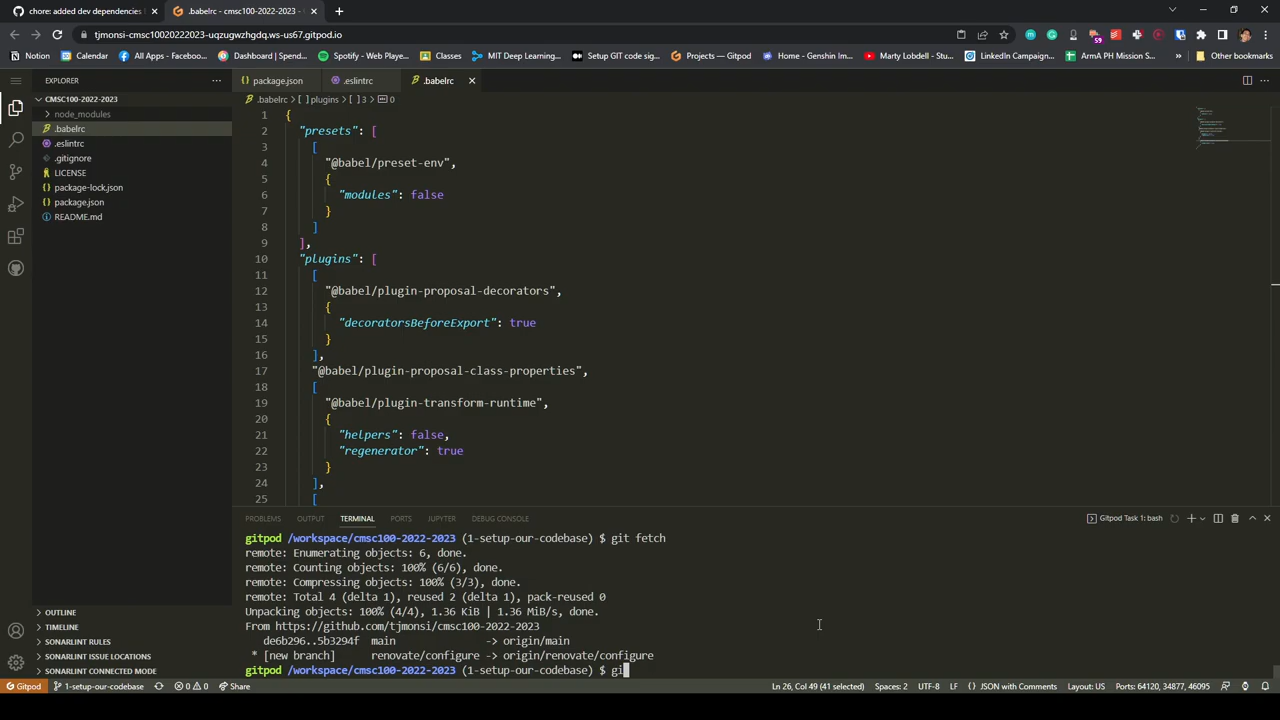 chore: added dev dependencies
.babelrc - cmsc100-2022-2023 -
tjmonsi-cmsc10020222023-uqzugwzhgdq.ws-us67.gitpod.io
Notion Calendar All Apps – Faceboo... Spotify – Web Play... Classes MIT Deep Learning... Setup GIT code sig... Projects — Gitpod Home - Genshin Im... Marty Lobdell - Stud... LinkedIn Campaign... ArmA PH Mission S... Other bookmarks
EXPLORER
package.json .eslintrc .babelrc
CMSC100-2022-2023
node_modules
.babelrc
.eslintrc
.gitignore
LICENSE
package-lock.json
package.json
README.md
OUTLINE
TIMELINE
SONARLINT RULES
SONARLINT ISSUE LOCATIONS
SONARLINT CONNECTED MODE
.babelrc > [ ] plugins > [ ] 3 > 0
1 {
2 "presets": [
3 [
4 "@babel/preset-env",
5 {
6 "modules": false
7 }
8 ]
9 ],
10 "plugins": [
11 [
12 "@babel/plugin-proposal-decorators",
13 {
14 "decoratorsBeforeExport": true
15 }
16 ],
17 "@babel/plugin-proposal-class-properties",
18 [
19 "@babel/plugin-transform-runtime",
20 {
21 "helpers": false,
22 "regenerator": true
23 }
24 ],
25 [
PROBLEMS OUTPUT TERMINAL PORTS JUPYTER DEBUG CONSOLE Gitpod Task 1: bash
gitpod /workspace/cmsc100-2022-2023 (1-setup-our-codebase) $ git fetch
remote: Enumerating objects: 6, done.
remote: Counting objects: 100% (6/6), done.
remote: Compressing objects: 100% (3/3), done.
remote: Total 4 (delta 1), reused 2 (delta 1), pack-reused 0
Unpacking objects: 100% (4/4), 1.36 KiB | 1.36 MiB/s, done.
From https://github.com/tjmonsi/cmsc100-2022-2023
de6b296..5b3294f main -> origin/main
* [new branch] renovate/configure -> origin/renovate/configure
gitpod /workspace/cmsc100-2022-2023 (1-setup-our-codebase) $ gi
Gitpod 1-setup-our-codebase 0 0 Share Ln 26, Col 49 (41 selected) Spaces: 2 UTF-8 LF JSON with Comments Layout: US Ports: 64120, 34877, 46095